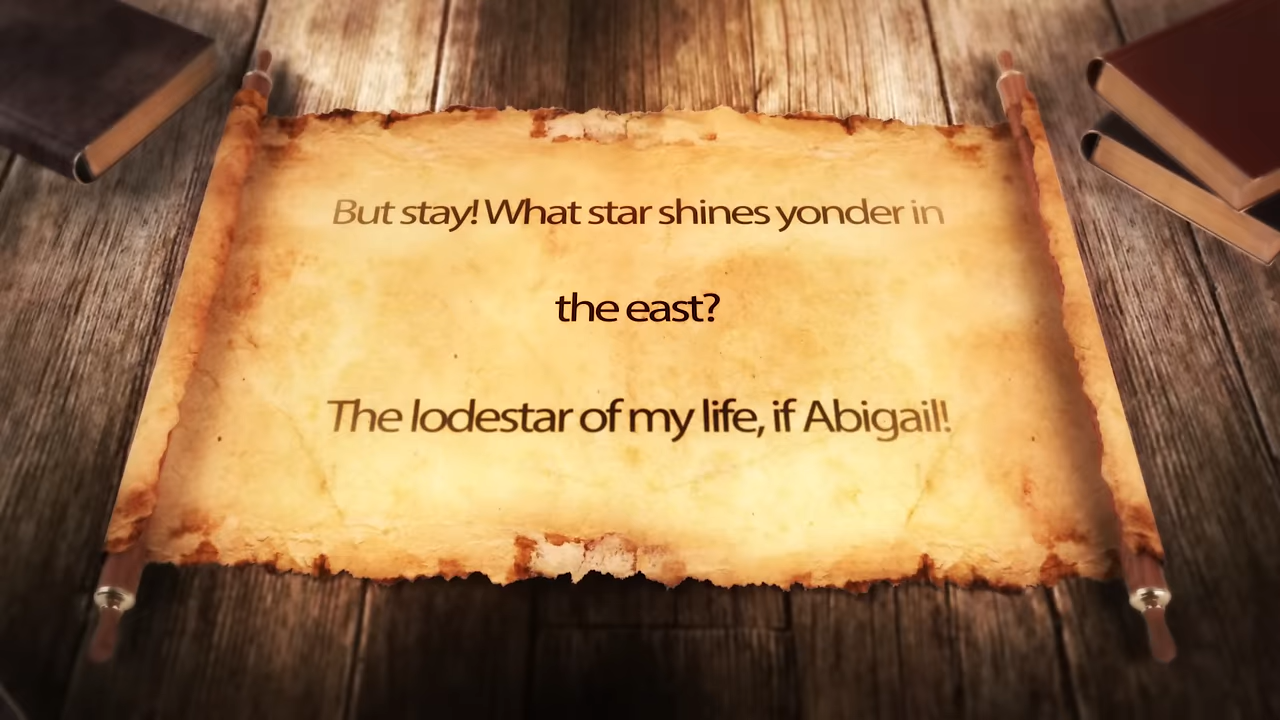 But stay! What star shines yonder in
the east?
The lodestar of my life, if Abigail!